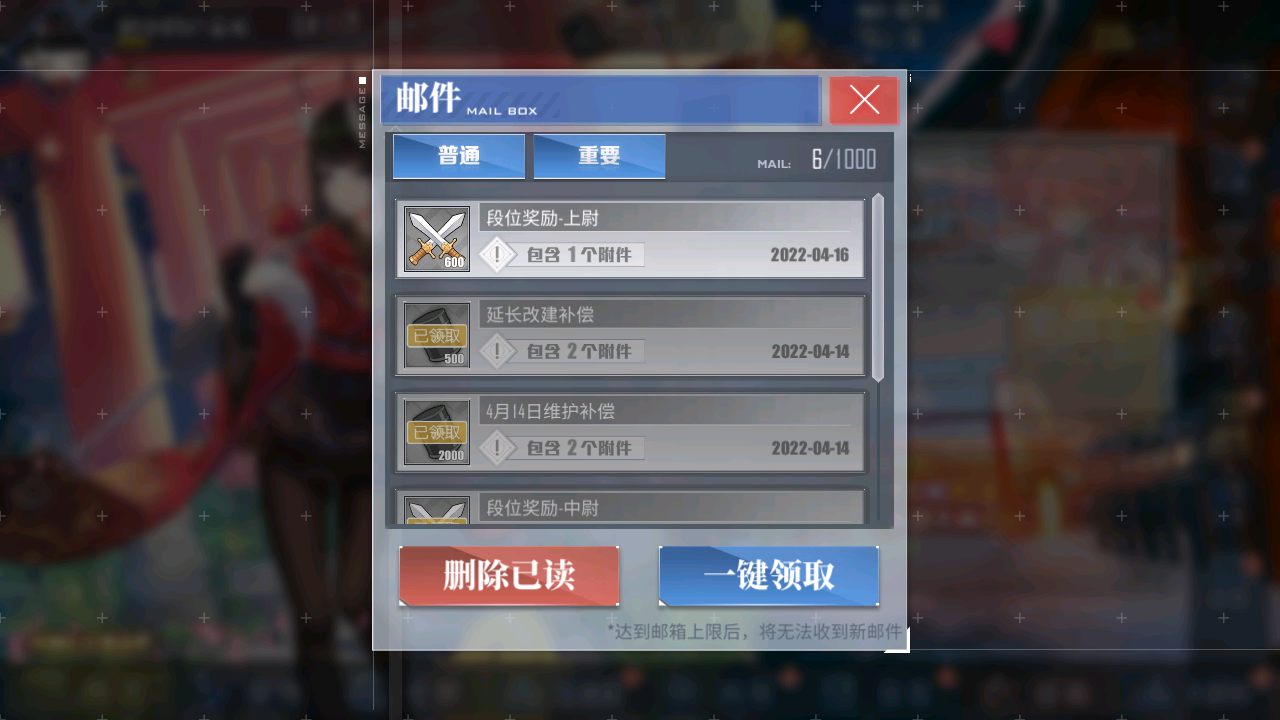 邮件 MAIL BOX
MESSAGE
普通 重要 MAIL: 6/1000
段位奖励-上尉
600 ! 包含 1 个附件 2022-04-16
延长改建补偿
已领取
500 ! 包含 2 个附件 2022-04-14
4月14日维护补偿
已领取
2000 ! 包含 2 个附件 2022-04-14
段位奖励-中尉
删除已读 一键领取
*达到邮箱上限后，将无法收到新邮件